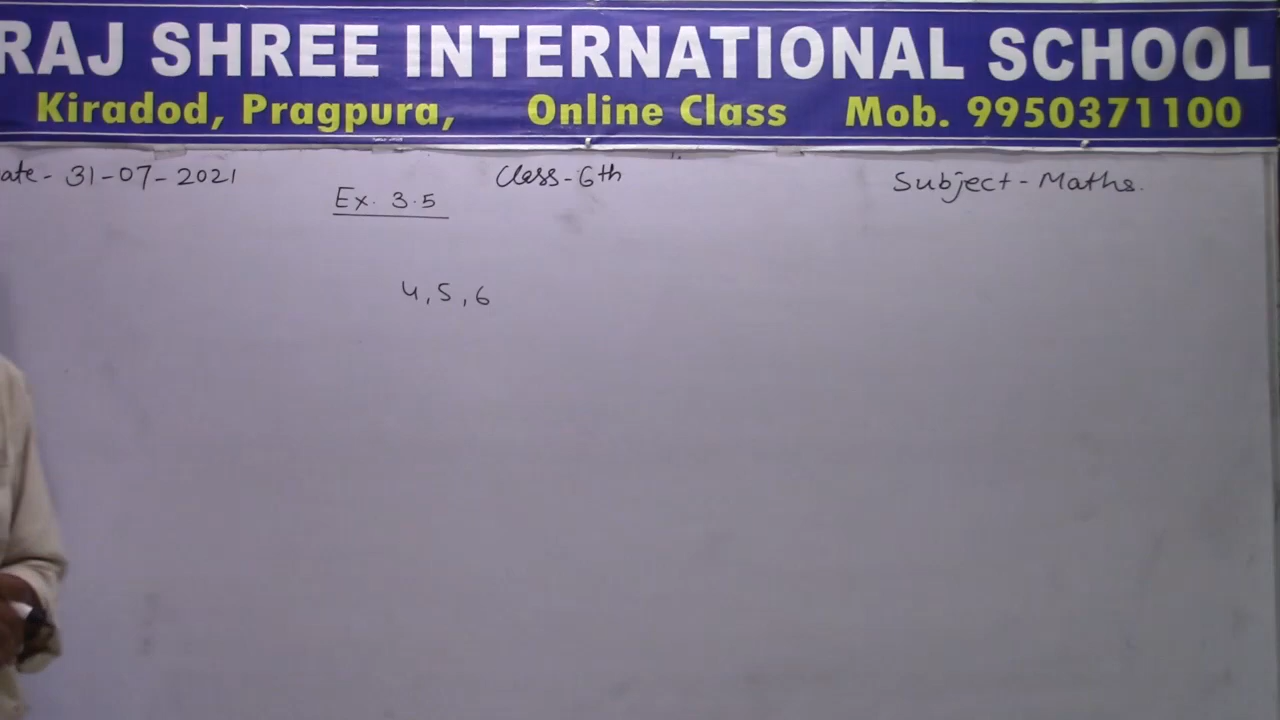 RAJ SHREE INTERNATIONAL SCHOOL
Kiradod, Pragpura, Online Class Mob. 9950371100
ate - 31-07-2021 Class-6th Subject-Maths.
Ex. 3.5
4, 5, 6